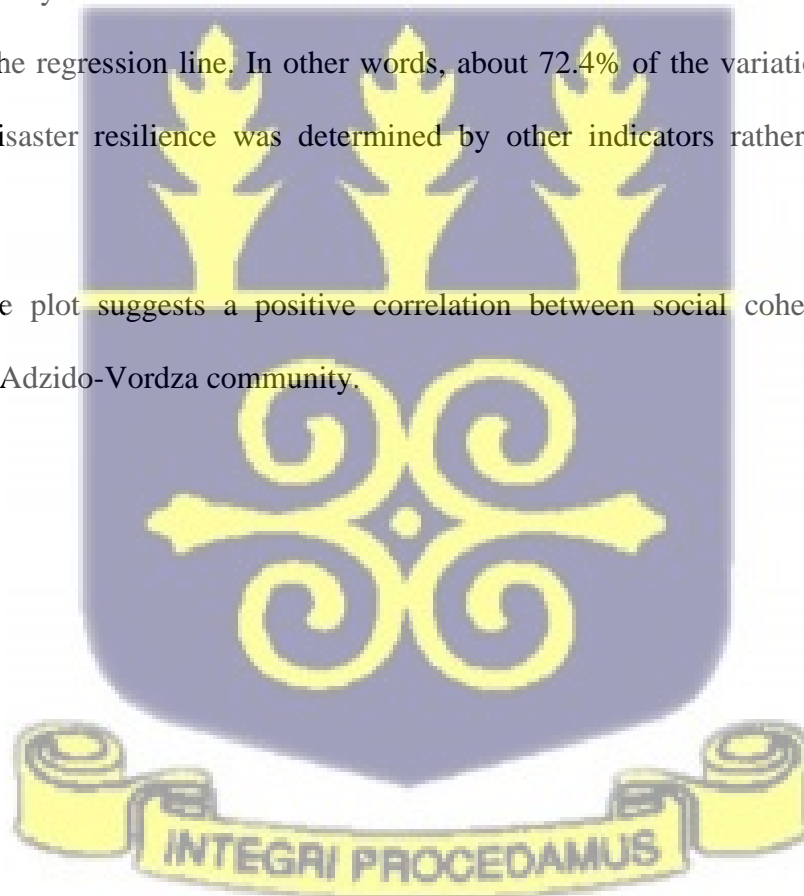 he regression line. In other words, about 72.4% of the variatio
isaster resilience was determined by other indicators rather
e plot suggests a positive correlation between social cohe
Adzido-Vordza community.
INTEGRI PROCEDAMUS